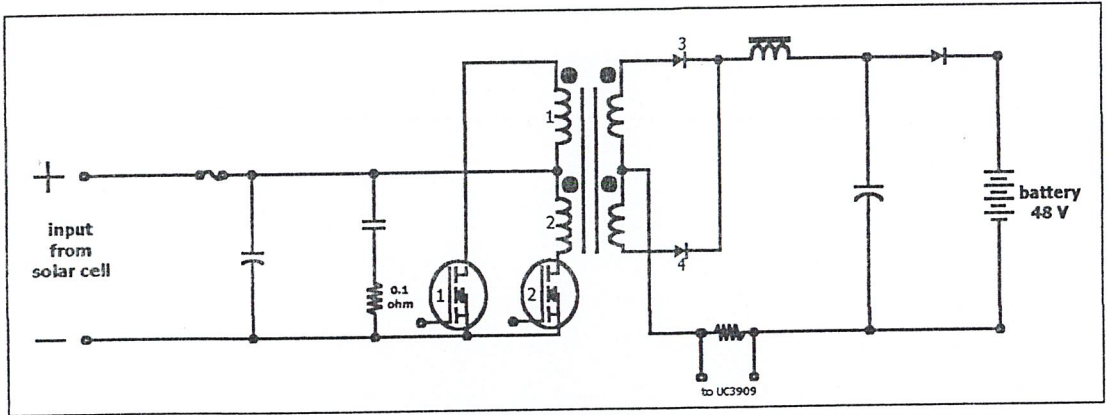 3
1
+
input
from
solar cell
2
battery
48 V
4
0.1
ohm
1
2
—
to UC3909